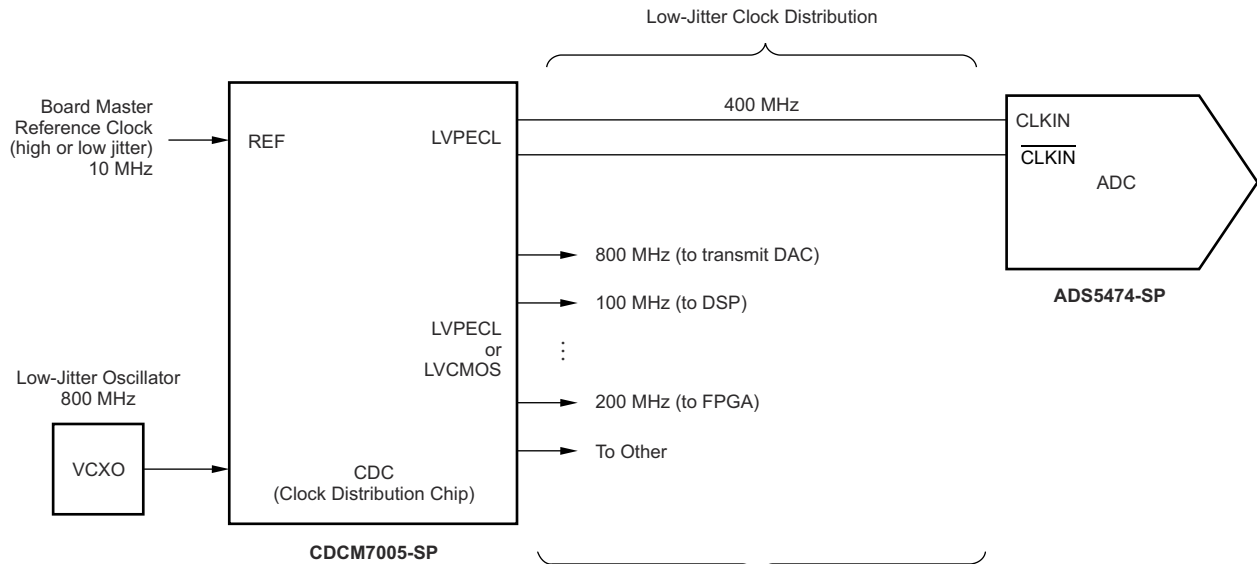 Low-Jitter Clock Distribution
Board Master
Reference Clock
(high or low jitter)
10 MHz
REF
LVPECL
400 MHz
CLKIN
CLKIN
ADC
ADS5474-SP
800 MHz (to transmit DAC)
100 MHz (to DSP)
LVPECL
or
LVCMOS
⋮
200 MHz (to FPGA)
To Other
Low-Jitter Oscillator
800 MHz
VCXO
CDC
(Clock Distribution Chip)
CDCM7005-SP